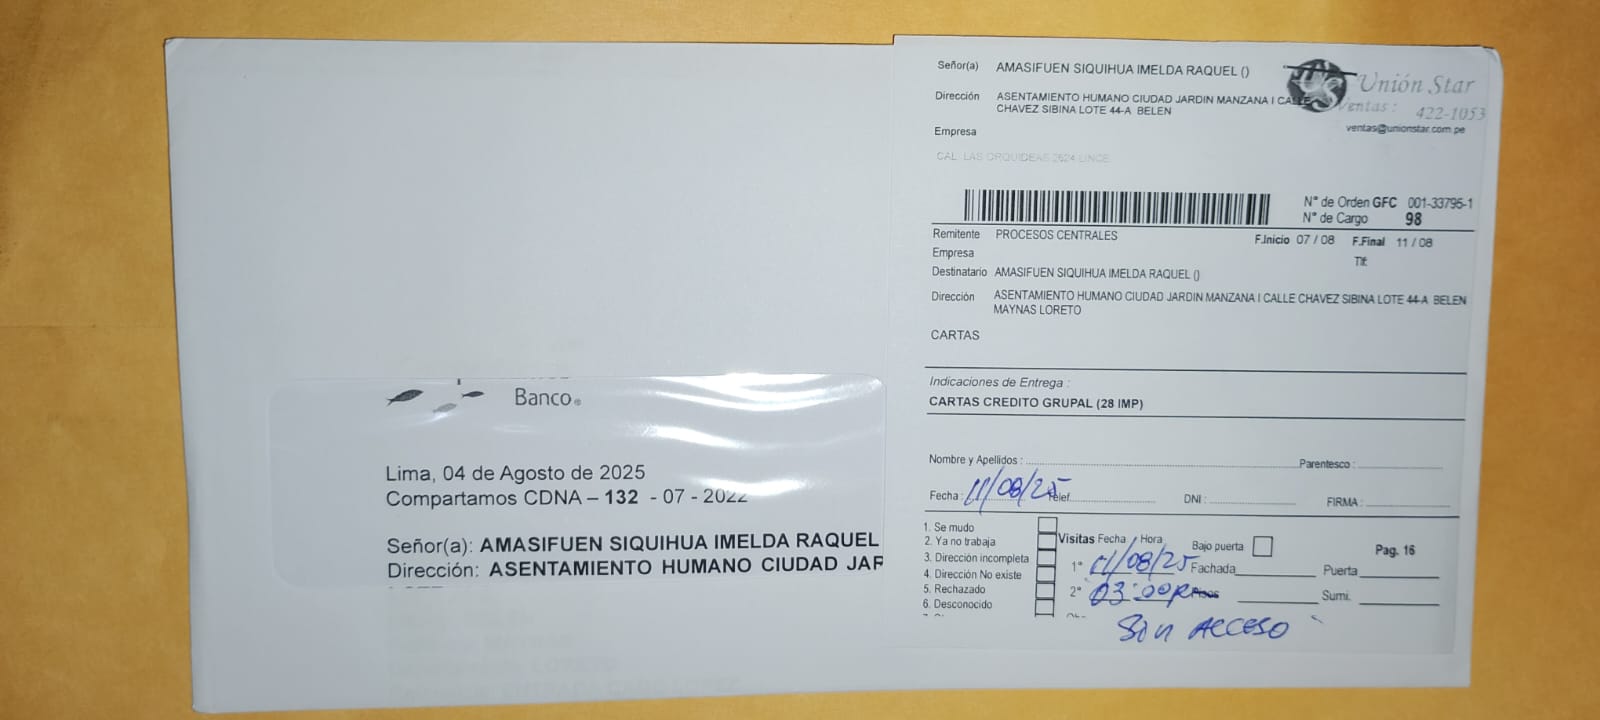 Banco®
Lima, 04 de Agosto de 2025
Compartamos CDNA – 132 - 07 - 2022
Señor(a): AMASIFUEN SIQUIHUA IMELDA RAQUEL
Dirección: ASENTAMIENTO HUMANO CIUDAD JAR
Señor(a) AMASIFUEN SIQUIHUA IMELDA RAQUEL ()
Unión Star
Dirección ASENTAMIENTO HUMANO CIUDAD JARDIN MANZANA I CALLE
CHAVEZ SIBINA LOTE 44-A BELEN
Ventas : 422-1053
ventas@unionstar.com.pe
Empresa
CAL. LAS ORQUIDEAS 2624 LINCE
N° de Orden GFC 001-33795-1
N° de Cargo 98
Remitente PROCESOS CENTRALES
F.Inicio 07 / 08 F.Final 11 / 08
Empresa
Tlf:
Destinatario AMASIFUEN SIQUIHUA IMELDA RAQUEL ()
Dirección ASENTAMIENTO HUMANO CIUDAD JARDIN MANZANA I CALLE CHAVEZ SIBINA LOTE 44-A BELEN
MAYNAS LORETO
CARTAS
Indicaciones de Entrega :
CARTAS CREDITO GRUPAL (28 IMP)
Nombre y Apellidos : Parentesco :
Fecha : 11/08/25 Telef. DNI : FIRMA :
1. Se mudo
2. Ya no trabaja
3. Dirección incompleta
4. Dirección No existe
5. Rechazado
6. Desconocido
Visitas Fecha / Hora Bajo puerta Pag. 16
1° 11/08/25 Fachada Puerta
2° 03:00P Pisos Sumi.
Sin ACCESO